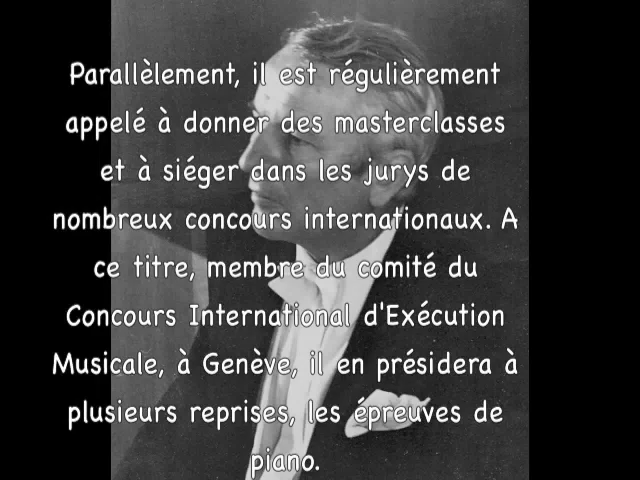 Parallèlement, il est régulièrement
appelé à donner des masterclasses
et à siéger dans les jurys de
nombreux concours internationaux. A
ce titre, membre du comité du
Concours International d'Exécution
Musicale, à Genève, il en présidera à
plusieurs reprises, les épreuves de
piano.